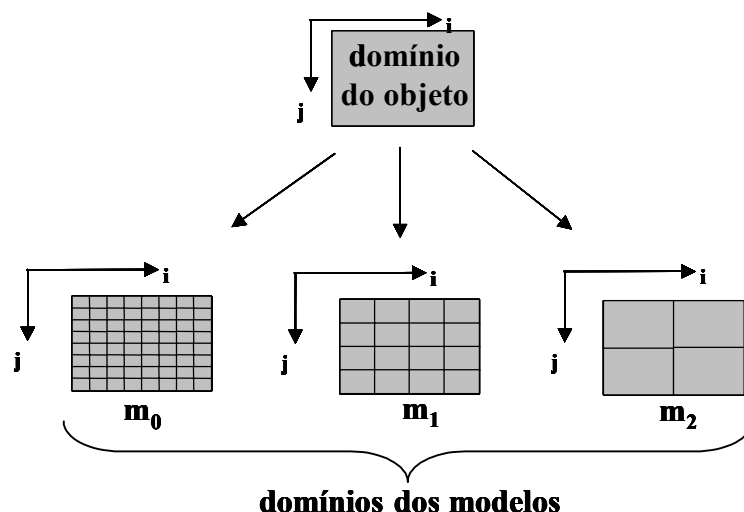 i
domínio
do objeto
j
i
i
i
j
j
j
m0
m1
m2
domínios dos modelos